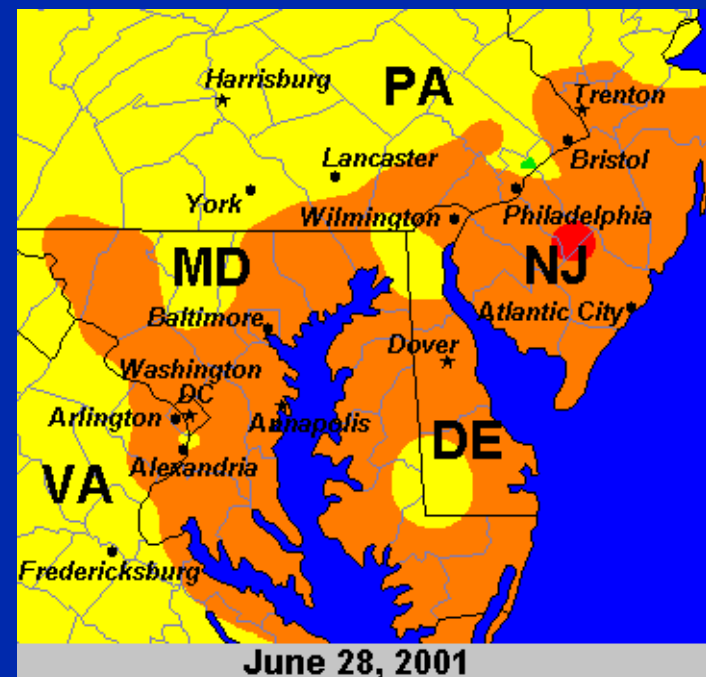 Harrisburg
PA
Trenton
Lancaster
Bristol
York
Wilmington
Philadelphia
MD
NJ
Baltimore
Atlantic City
Dover
Washington
DC
Arlington
Annapolis
DE
Alexandria
VA
Fredericksburg
June 28, 2001